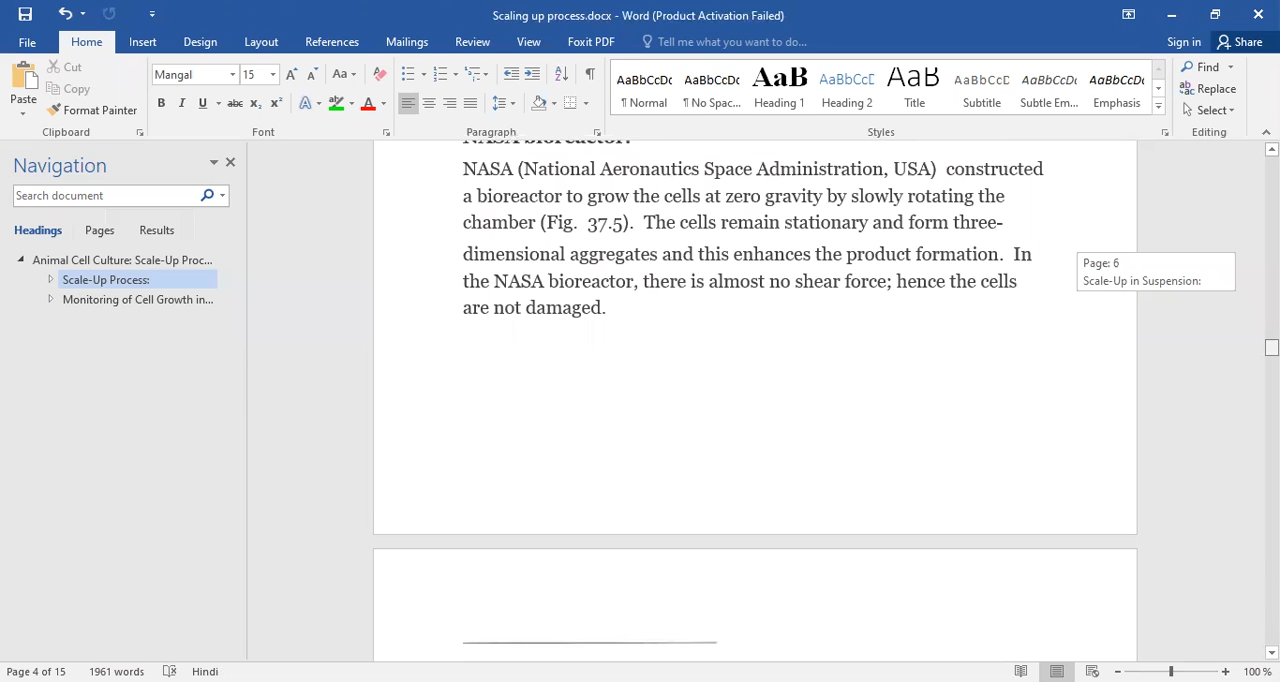 Scaling up process.docx - Word (Product Activation Failed)
File Home Insert Design Layout References Mailings Review View Foxit PDF Tell me what you want to do... Sign in Share
Paste
Cut
Copy
Format Painter
Clipboard
Mangal 15
Font
Paragraph
AaBbCcDc ¶ Normal
AaBbCcDc ¶ No Spac...
AaB Heading 1
AaBbCcD Heading 2
AaB Title
AaBbCcD Subtitle
AaBbCcDc Subtle Em...
AaBbCcDc Emphasis
Styles
Find
Replace
Select
Editing
Navigation
Search document
Headings Pages Results
Animal Cell Culture: Scale-Up Proc...
Scale-Up Process:
Monitoring of Cell Growth in...
NASA bioreactor:
NASA (National Aeronautics Space Administration, USA) constructed
a bioreactor to grow the cells at zero gravity by slowly rotating the
chamber (Fig. 37.5). The cells remain stationary and form three-
dimensional aggregates and this enhances the product formation. In
the NASA bioreactor, there is almost no shear force; hence the cells
are not damaged.
Page: 6
Scale-Up in Suspension:
Page 4 of 15 1961 words Hindi 100 %